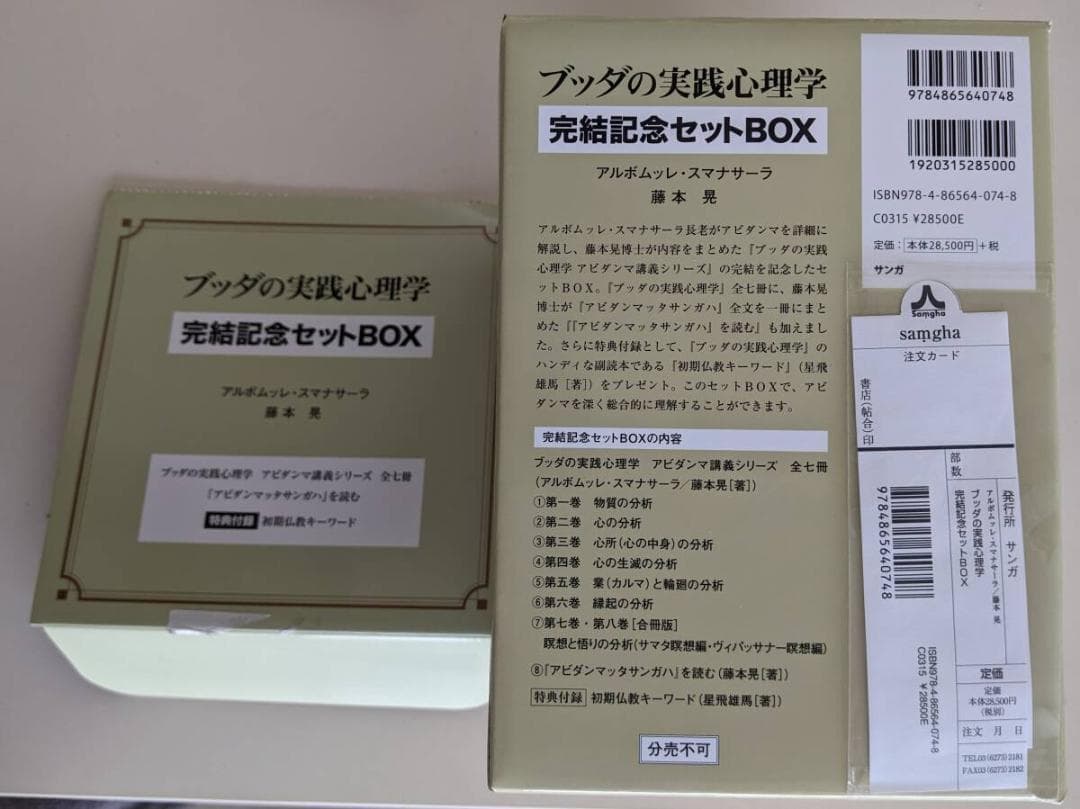 ブッダの実践心理学
完結記念セットBOX
アルボムッレ・スマナサーラ
藤本 晃
ブッダの実践心理学 アビダンマ講義シリーズ 全七冊
『アビダンマッタサンガハ』を読む
特典付録 初期仏教キーワード
ブッダの実践心理学
完結記念セットBOX
アルボムッレ・スマナサーラ
藤本 晃
アルボムッレ・スマナサーラ長老がアビダンマを詳細に
解説し、藤本晃博士が内容をまとめた『ブッダの実践
心理学 アビダンマ講義シリーズ』の完結を記念したセ
ットBOX。『ブッダの実践心理学』全七冊に、藤本晃
博士が『アビダンマッタサンガハ』全文を一冊にまと
めた『『アビダンマッタサンガハ』を読む』も加えまし
た。さらに特典付録として、『ブッダの実践心理学』の
ハンディな副読本である『初期仏教キーワード』(星飛
雄馬[著])をプレゼント。このセットBOXで、アビ
ダンマを深く総合的に理解することができます。
完結記念セットBOXの内容
ブッダの実践心理学 アビダンマ講義シリーズ 全七冊
(アルボムッレ・スマナサーラ/藤本晃[著])
①第一巻 物質の分析
②第二巻 心の分析
③第三巻 心所(心の中身)の分析
④第四巻 心の生滅の分析
⑤第五巻 業(カルマ)と輪廻の分析
⑥第六巻 縁起の分析
⑦第七巻・第八巻[合冊版]
瞑想と悟りの分析(サマタ瞑想編・ヴィパッサナー瞑想編)
⑧『アビダンマッタサンガハ』を読む(藤本晃[著])
特典付録 初期仏教キーワード(星飛雄馬[著])
分売不可
9784865640748
1920315285000
ISBN978-4-86564-074-8
C0315 ¥28500E
定価:本体28,500円+税
サンガ
Saṃgha
saṃgha
注文カード
書店(帖合)印
部数
発行所 サンガ
アルボムッレ・スマナサーラ/藤本 晃
ブッダの実践心理学
完結記念セットBOX
9784865640748
ISBN978-4-86564-074-8
C0315 ¥28500E
定価
定価
本体28,500円
(税別)
注文 月 日
TEL03(6273)2181
FAX03(6273)2182